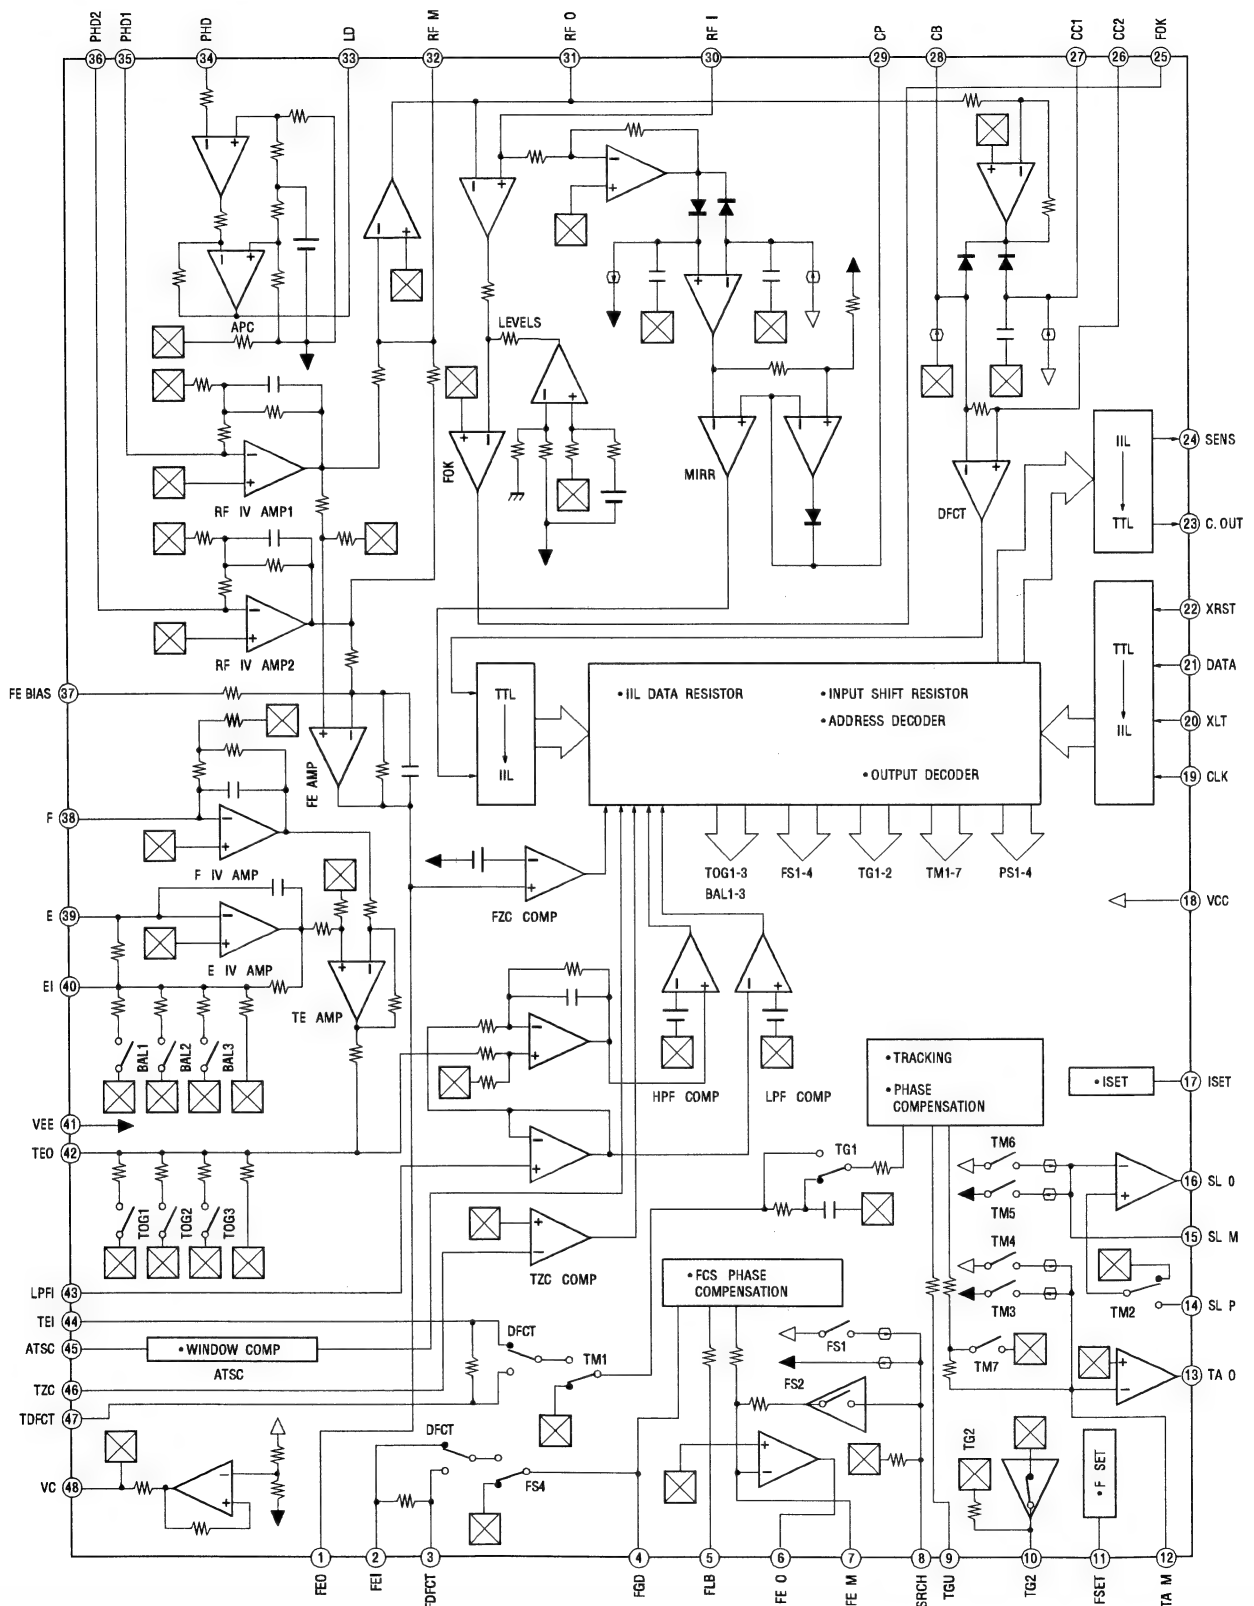 PHD2
PHD1
PHD
LD
RF M
RF O
RF I
CP
CB
CC1
CC2
FOK
36
35
34
33
32
31
30
29
28
27
26
25
APC
LEVELS
FOK
MIRR
DFCT
IIL
TTL
24 SENS
23 C. OUT
RF IV AMP1
RF IV AMP2
TTL
IIL
22 XRST
21 DATA
20 XLT
19 CLK
FE BIAS 37
TTL
IIL
• IIL DATA RESISTOR
• INPUT SHIFT RESISTOR
• ADDRESS DECODER
• OUTPUT DECODER
FE AMP
F 38
F IV AMP
FZC COMP
TOG1-3
BAL1-3
FS1-4
TG1-2
TM1-7
PS1-4
18 VCC
E 39
E IV AMP
EI 40
TE AMP
BAL1
BAL2
BAL3
HPF COMP
LPF COMP
• TRACKING
• PHASE
COMPENSATION
• ISET
17 ISET
VEE 41
TEO 42
TOG1
TOG2
TOG3
TG1
TM6
TM5
16 SL O
15 SL M
TZC COMP
TM4
TM3
TM2
14 SL P
LPFI 43
• FCS PHASE
COMPENSATION
TEI 44
ATSC 45
• WINDOW COMP
ATSC
DFCT
TM1
FS1
FS2
TM7
13 TA O
TZC 46
TDFCT 47
DFCT
FS4
TG2
• F SET
VC 48
1
2
3
4
5
6
7
8
9
10
11
12
FEO
FEI
FDFCT
FGD
FLB
FE O
FE M
SRCH
TGU
TG2
FSET
TA M